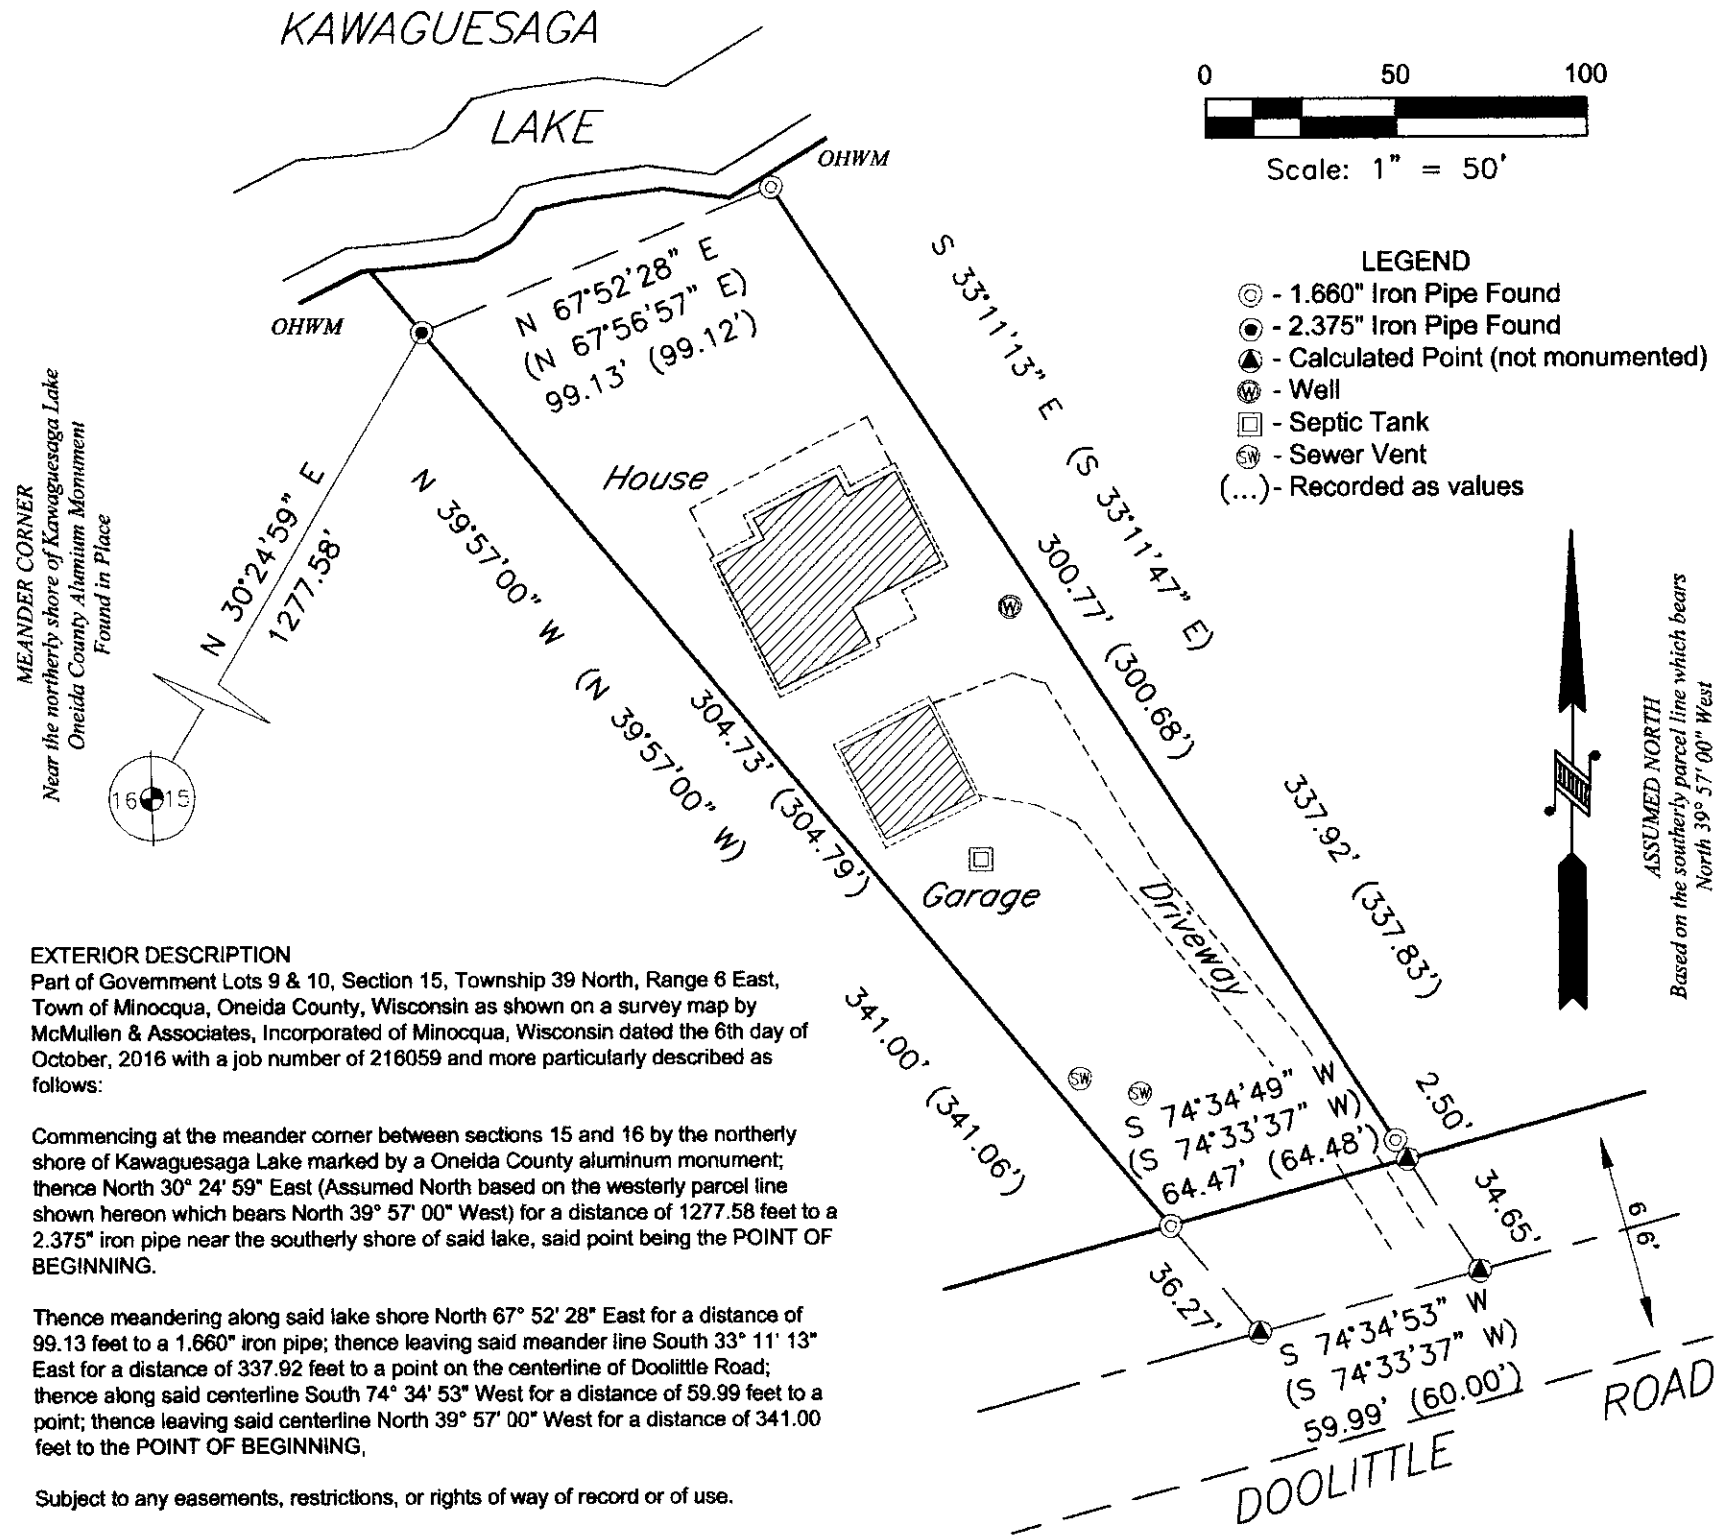 KAWAGUESAGA
LAKE
OHWM
OHWM
0 50 100
Scale: 1" = 50'
LEGEND
- 1.660" Iron Pipe Found
- 2.375" Iron Pipe Found
- Calculated Point (not monumented)
W - Well
- Septic Tank
SW - Sewer Vent
(...) - Recorded as values
N 67°52'28" E
(N 67°56'57" E)
99.13' (99.12')
S 33°11'13" E (S 33°11'47" E)
300.77' (300.68')
337.92' (337.83')
MEANDER CORNER
Near the northerly shore of Kawaguesaga Lake
Oneida County Aluminum Monument
Found in Place
N 30°24'59" E
1277.58'
16 15
N 39°57'00" W (N 39°57'00" W)
304.73' (304.79')
341.00' (341.06')
House
W
Garage
Driveway
ASSUMED NORTH
Based on the southerly parcel line which bears
North 39° 57' 00" West
SW
SW
S 74°34'49" W
(S 74°33'37" W)
64.47' (64.48')
2.50'
34.65'
36.27'
66'
S 74°34'53" W
(S 74°33'37" W)
59.99' (60.00')
DOOLITTLE ROAD
EXTERIOR DESCRIPTION
Part of Government Lots 9 & 10, Section 15, Township 39 North, Range 6 East,
Town of Minocqua, Oneida County, Wisconsin as shown on a survey map by
McMullen & Associates, Incorporated of Minocqua, Wisconsin dated the 6th day of
October, 2016 with a job number of 216059 and more particularly described as
follows:
Commencing at the meander corner between sections 15 and 16 by the northerly
shore of Kawaguesaga Lake marked by a Oneida County aluminum monument;
thence North 30° 24' 59" East (Assumed North based on the westerly parcel line
shown hereon which bears North 39° 57' 00" West) for a distance of 1277.58 feet to a
2.375" iron pipe near the southerly shore of said lake, said point being the POINT OF
BEGINNING.
Thence meandering along said lake shore North 67° 52' 28" East for a distance of
99.13 feet to a 1.660" iron pipe; thence leaving said meander line South 33° 11' 13"
East for a distance of 337.92 feet to a point on the centerline of Doolittle Road;
thence along said centerline South 74° 34' 53" West for a distance of 59.99 feet to a
point; thence leaving said centerline North 39° 57' 00" West for a distance of 341.00
feet to the POINT OF BEGINNING,
Subject to any easements, restrictions, or rights of way of record or of use.